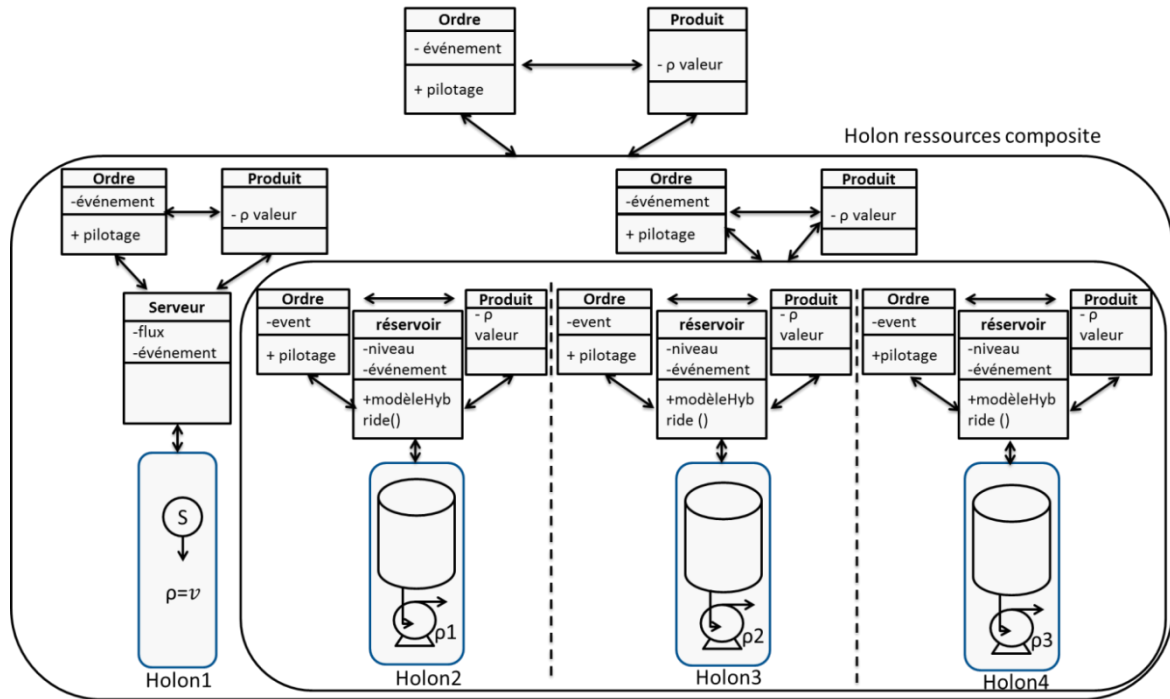 Ordre
- événement
+ pilotage
Produit
- ρ valeur
Holon ressources composite
Ordre
-événement
+ pilotage
Produit
- ρ valeur
Ordre
-événement
+ pilotage
Produit
- ρ valeur
Serveur
-flux
-événement
Ordre
-event
+ pilotage
réservoir
-niveau
-événement
+modèleHyb
ride()
Produit
- ρ
valeur
Ordre
-event
+ pilotage
réservoir
-niveau
-événement
+modèleHyb
ride ()
Produit
- ρ
valeur
Ordre
-event
+pilotage
réservoir
-niveau
-événement
+modèleHyb
ride ()
Produit
- ρ
valeur
S
ρ=v
ρ1
ρ2
ρ3
Holon1
Holon2
Holon3
Holon4